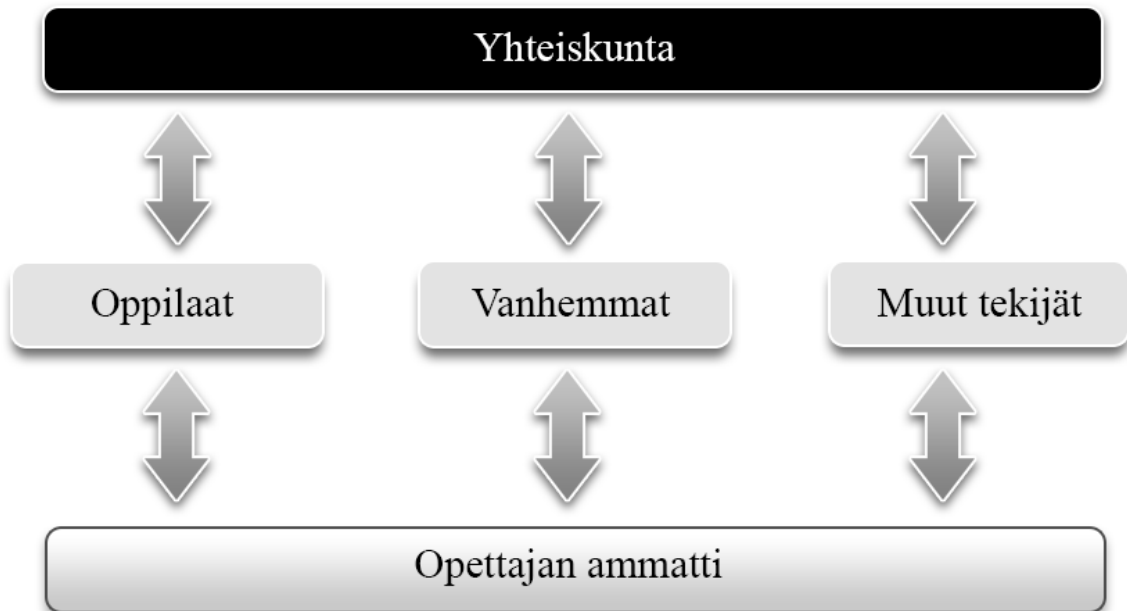 Yhteiskunta
Oppilaat
Vanhemmat
Muut tekijät
Opettajan ammatti